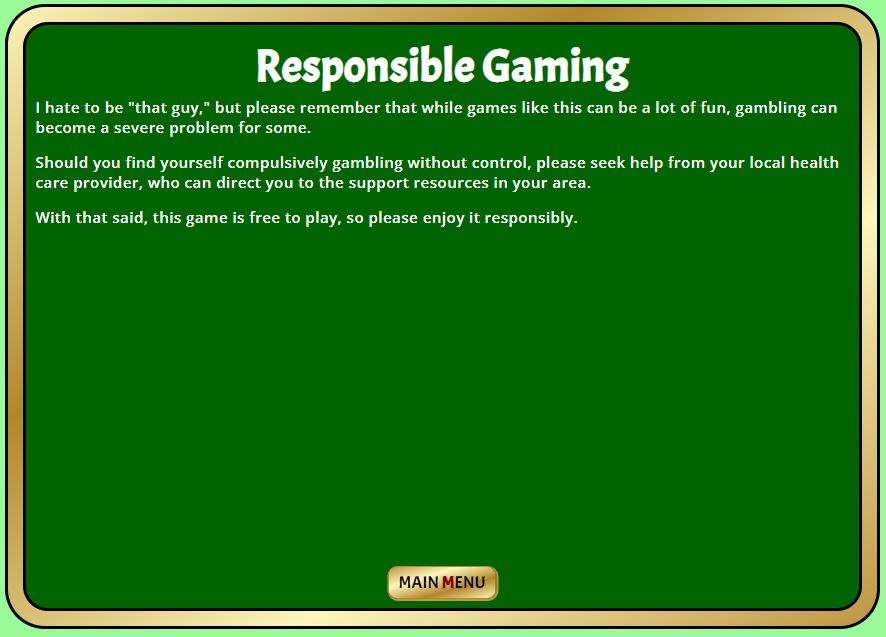 Responsible Gaming
I hate to be "that guy," but please remember that while games like this can be a lot of fun, gambling can
become a severe problem for some.
Should you find yourself compulsively gambling without control, please seek help from your local health
care provider, who can direct you to the support resources in your area.
With that said, this game is free to play, so please enjoy it responsibly.
MAIN MENU